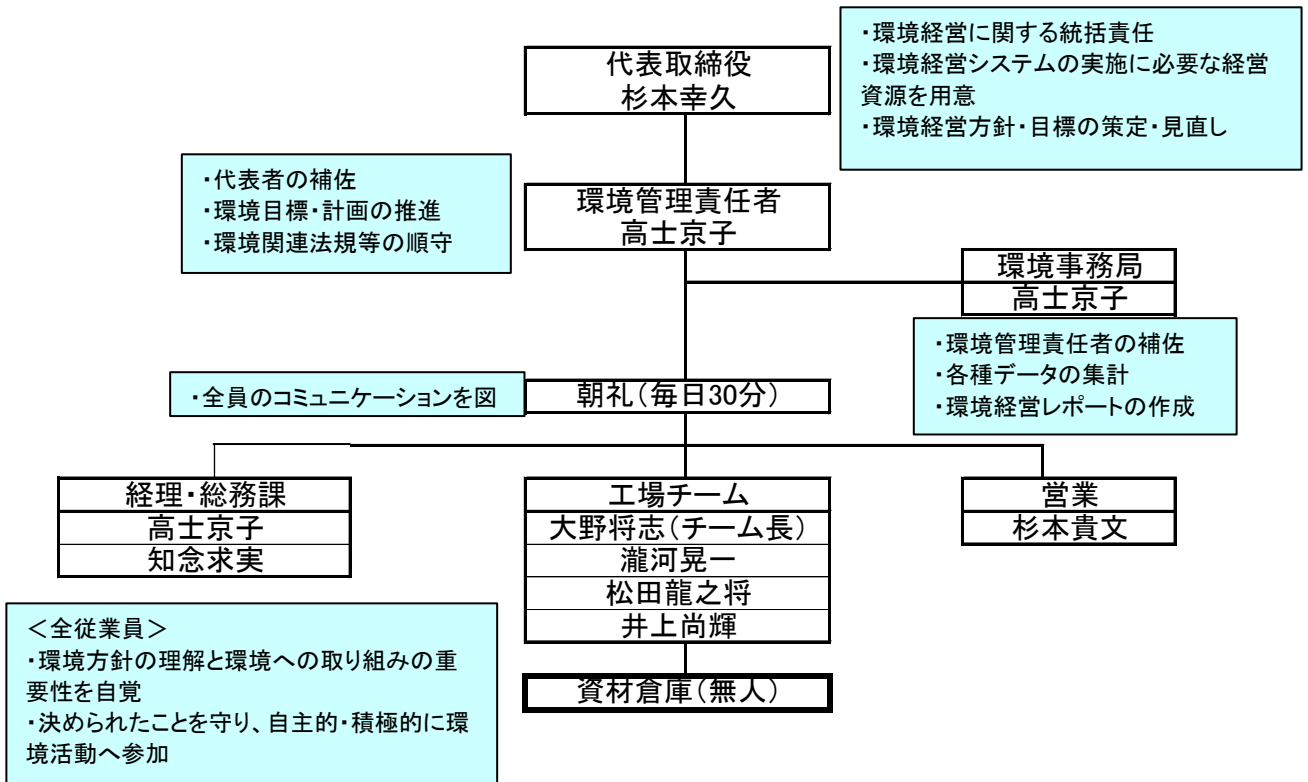 代表取締役
杉本幸久
・環境経営に関する統括責任
・環境経営システムの実施に必要な経営
資源を用意
・環境経営方針・目標の策定・見直し
・代表者の補佐
・環境目標・計画の推進
・環境関連法規等の順守
環境管理責任者
高士京子
環境事務局
高士京子
・環境管理責任者の補佐
・各種データの集計
・環境経営レポートの作成
・全員のコミュニケーションを図
朝礼（毎日30分）
経理・総務課
高士京子
知念求実
工場チーム
大野将志（チーム長）
瀧河晃一
松田龍之将
井上尚輝
営業
杉本貴文
資材倉庫（無人）
＜全従業員＞
・環境方針の理解と環境への取り組みの重
要性を自覚
・決められたことを守り、自主的・積極的に環
境活動へ参加